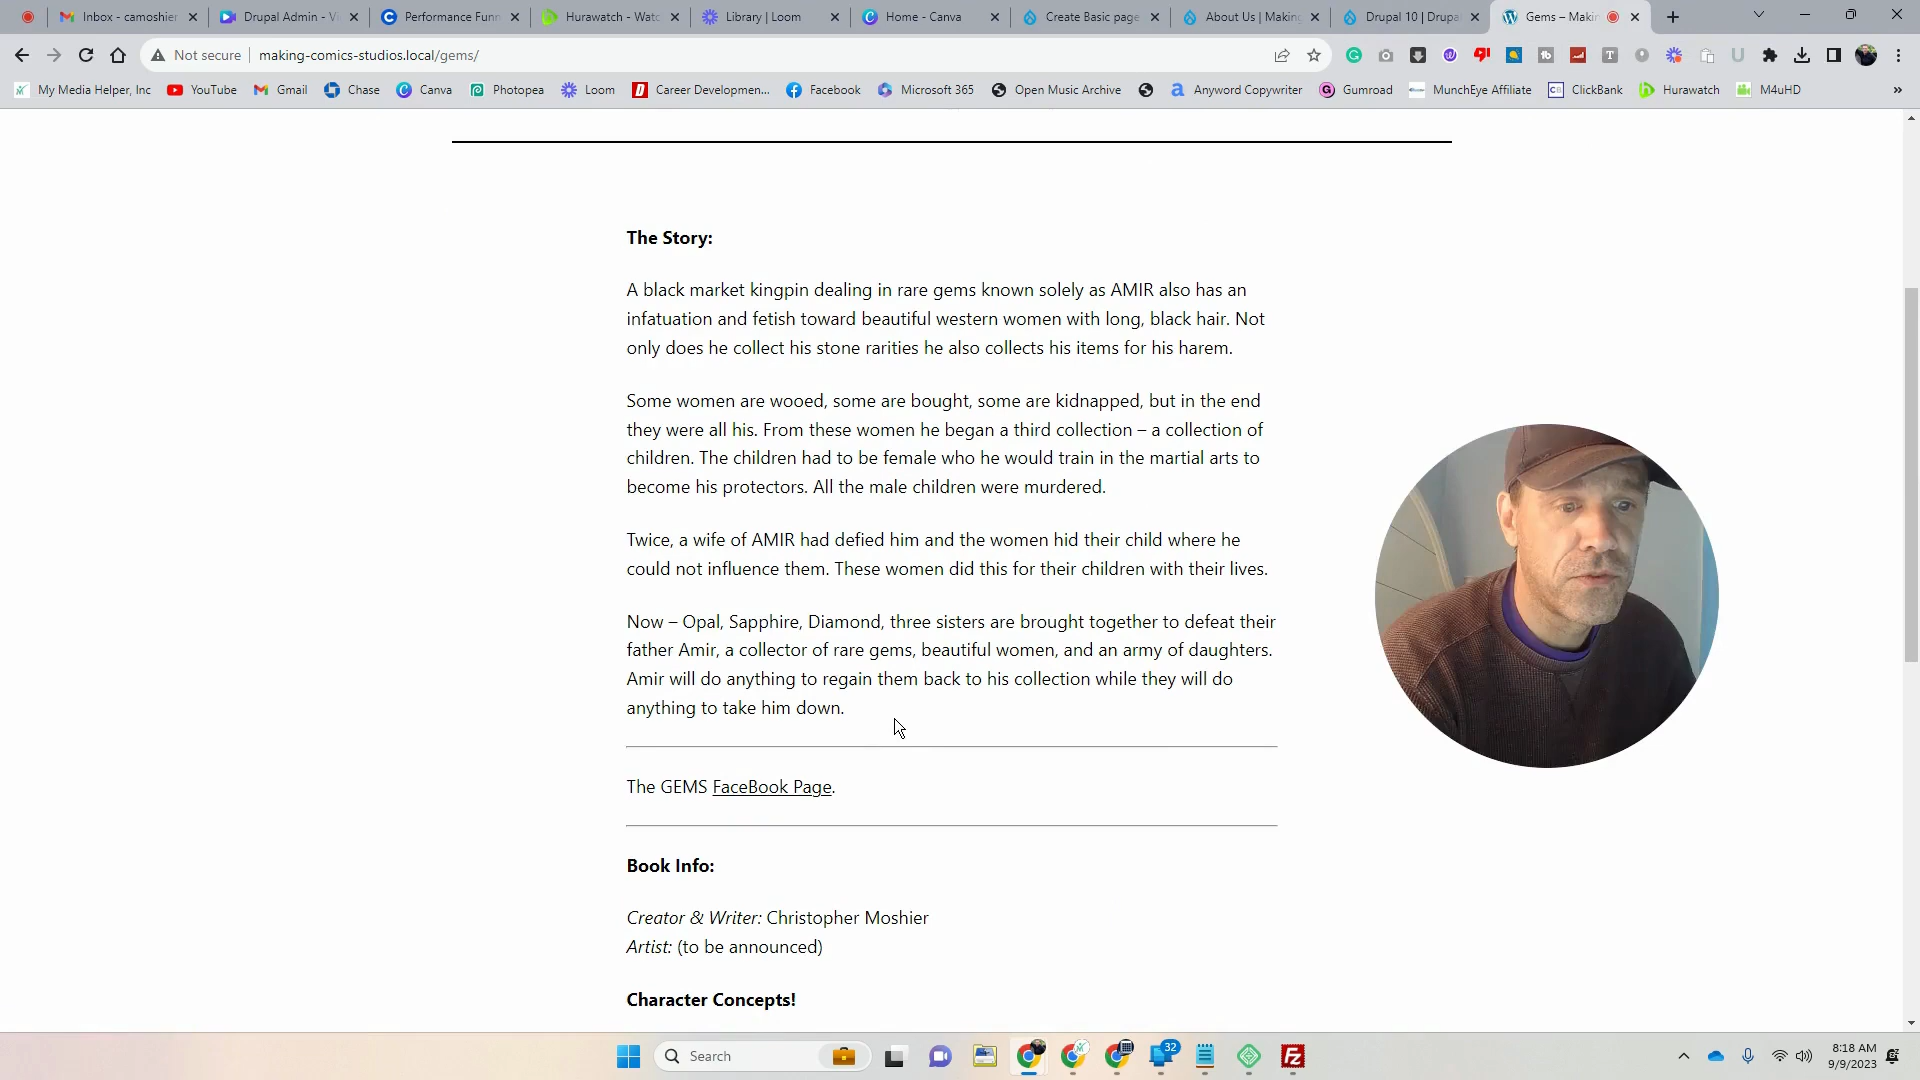 Inbox - camoshier
Drupal Admin - Vi
Performance Funn
Hurawatch - Watc
Library | Loom
Home - Canva
Create Basic page
About Us | Making
Drupal 10 | Drupa
Gems – Makin
Not secure
making-comics-studios.local/gems/
My Media Helper, Inc
YouTube
Gmail
Chase
Canva
Photopea
Loom
Career Developmen...
Facebook
Microsoft 365
Open Music Archive
Anyword Copywriter
Gumroad
MunchEye Affiliate
ClickBank
Hurawatch
M4uHD
The Story:
A black market kingpin dealing in rare gems known solely as AMIR also has an
infatuation and fetish toward beautiful western women with long, black hair. Not
only does he collect his stone rarities he also collects his items for his harem.
Some women are wooed, some are bought, some are kidnapped, but in the end
they were all his. From these women he began a third collection – a collection of
children. The children had to be female who he would train in the martial arts to
become his protectors. All the male children were murdered.
Twice, a wife of AMIR had defied him and the women hid their child where he
could not influence them. These women did this for their children with their lives.
Now – Opal, Sapphire, Diamond, three sisters are brought together to defeat their
father Amir, a collector of rare gems, beautiful women, and an army of daughters.
Amir will do anything to regain them back to his collection while they will do
anything to take him down.
The GEMS FaceBook Page.
Book Info:
Creator & Writer: Christopher Moshier
Artist: (to be announced)
Character Concepts!
Search
32
8:18 AM
9/9/2023